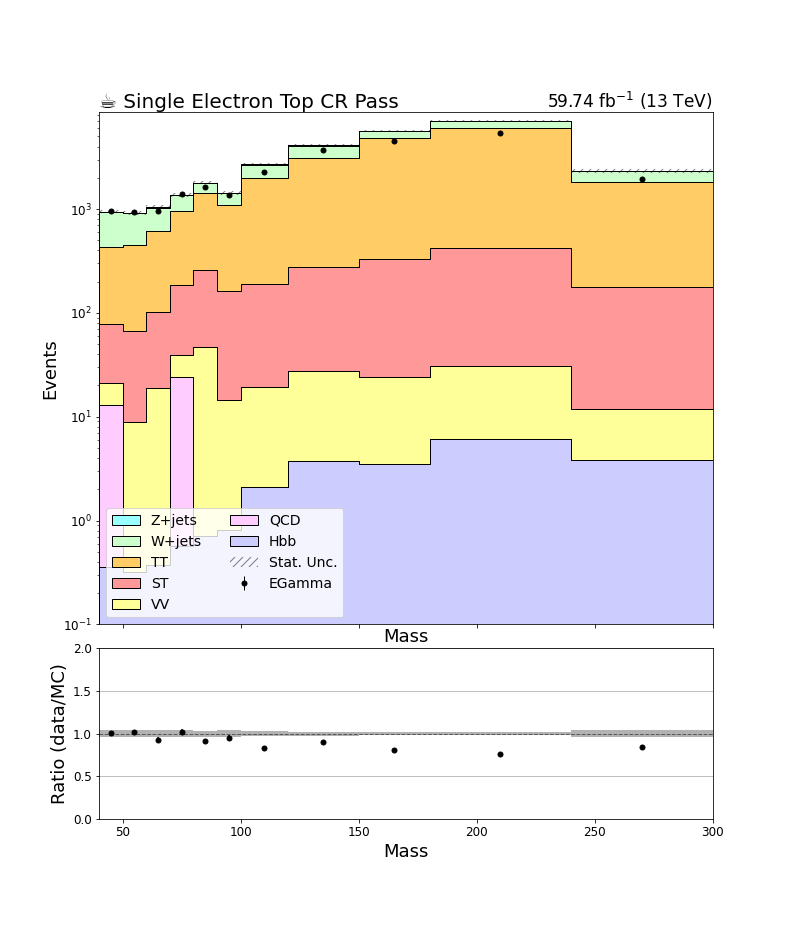 ☕ Single Electron Top CR Pass
59.74 fb⁻¹ (13 TeV)
Events
10³
10²
10¹
10⁰
10⁻¹
Z+jets
W+jets
TT
ST
VV
QCD
Hbb
Stat. Unc.
EGamma
Mass
Ratio (data/MC)
2.0
1.5
1.0
0.5
0.0
50 100 150 200 250 300
Mass